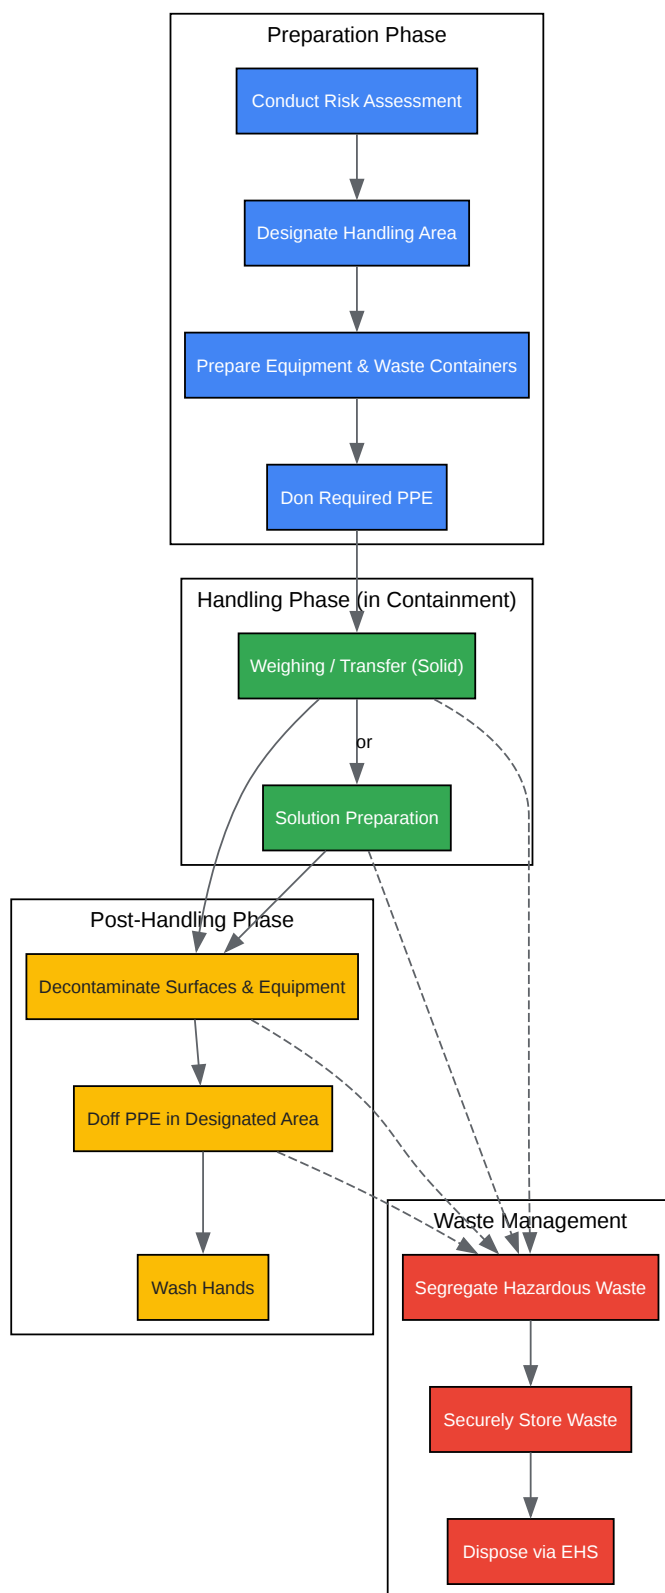 Preparation Phase
Conduct Risk Assessment
Designate Handling Area
Prepare Equipment & Waste Containers
Don Required PPE
Handling Phase (in Containment)
Weighing / Transfer (Solid)
or
Solution Preparation
Post-Handling Phase
Decontaminate Surfaces & Equipment
Doff PPE in Designated Area
Wash Hands
Waste Management
Segregate Hazardous Waste
Securely Store Waste
Dispose via EHS